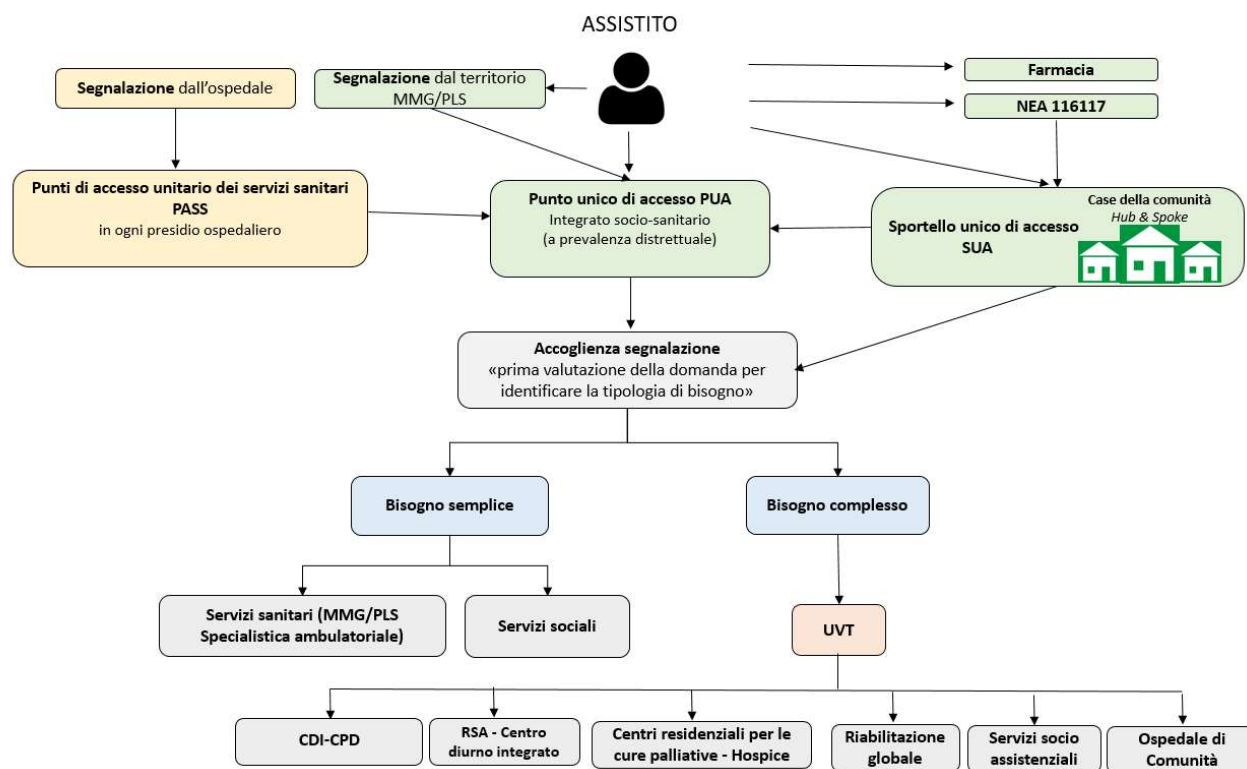 ASSISTITO
Segnalazione dall'ospedale
Segnalazione dal territorio
MMG/PLS
Farmacia
NEA 116117
Punti di accesso unitario dei servizi sanitari
PASS
in ogni presidio ospedaliero
Punto unico di accesso PUA
Integrato socio-sanitario
(a prevalenza distrettuale)
Case della comunità
Hub & Spoke
Sportello unico di accesso
SUA
Accoglienza segnalazione
«prima valutazione della domanda per
identificare la tipologia di bisogno»
Bisogno semplice
Bisogno complesso
Servizi sanitari (MMG/PLS
Specialistica ambulatoriale)
Servizi sociali
UVT
CDI-CPD
RSA - Centro
diurno integrato
Centri residenziali per le
cure palliative - Hospice
Riabilitazione
globale
Servizi socio
assistenziali
Ospedale di
Comunità